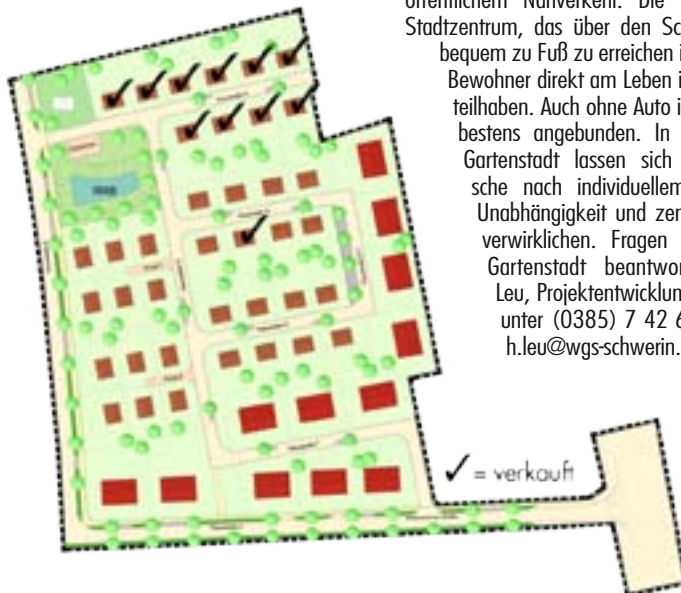 öffentlichem Nahverkehr. Die
Stadtzentrum, das über den Sc
bequem zu Fuß zu erreichen i
Bewohner direkt am Leben i
teilhaben. Auch ohne Auto i
bestens angebunden. In
Gartenstadt lassen sich
sche nach individuellem
Unabhängigkeit und zen
verwirklichen. Fragen
Gartenstadt beantwor
Leu, Projektentwicklun
unter (0385) 7 42 6
h.leu@wgs-schwerin.
= verkauft